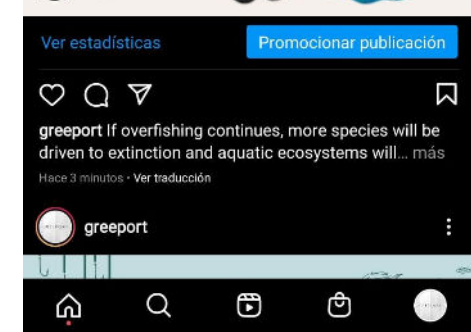 Ver estadísticas
Promocionar publicación
greeport If overfishing continues, more species will be
driven to extinction and aquatic ecosystems will... más
Hace 3 minutos · Ver traducción
greeport